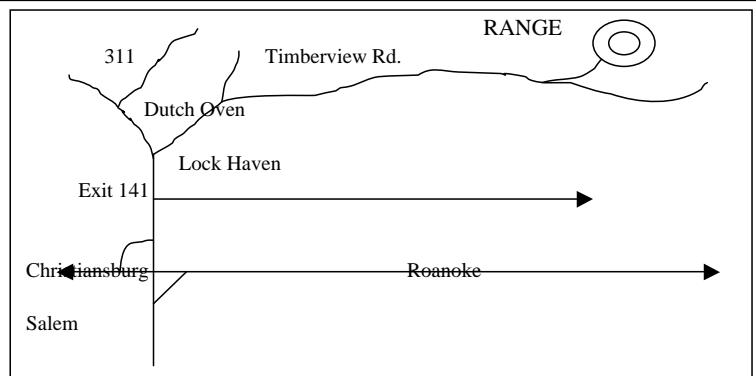 RANGE
311 Timberview Rd.
Dutch Oven
Lock Haven
Exit 141
Christiansburg Roanoke
Salem